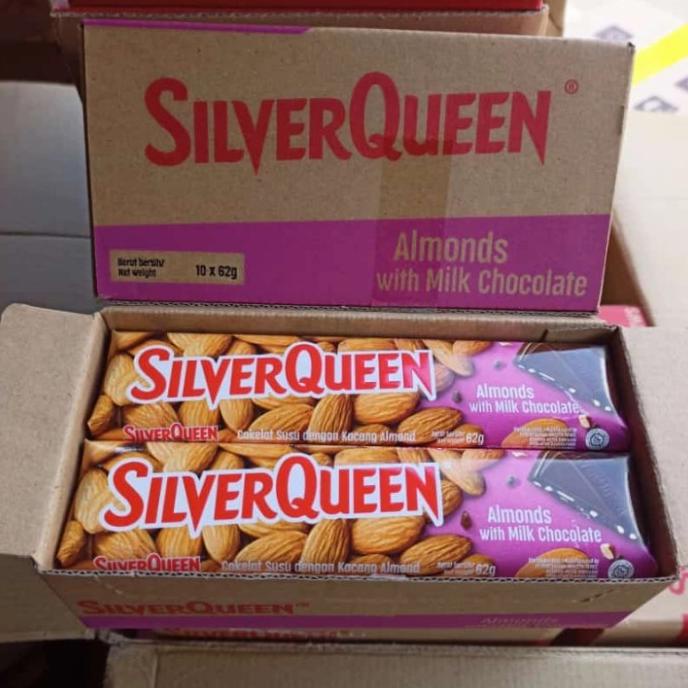 SILVERQUEEN®
Almonds
with Milk Chocolate
Berat bersih/
Net weight
10 x 62g
SILVERQUEEN
Almonds
with Milk Chocolate
SILVERQUEEN
Cokelat Susu dengan Kacang Almond
62g
SILVERQUEEN
Almonds
with Milk Chocolate
SILVERQUEEN
Cokelat Susu dengan Kacang Almond
62g
SILVERQUEEN
Almonds